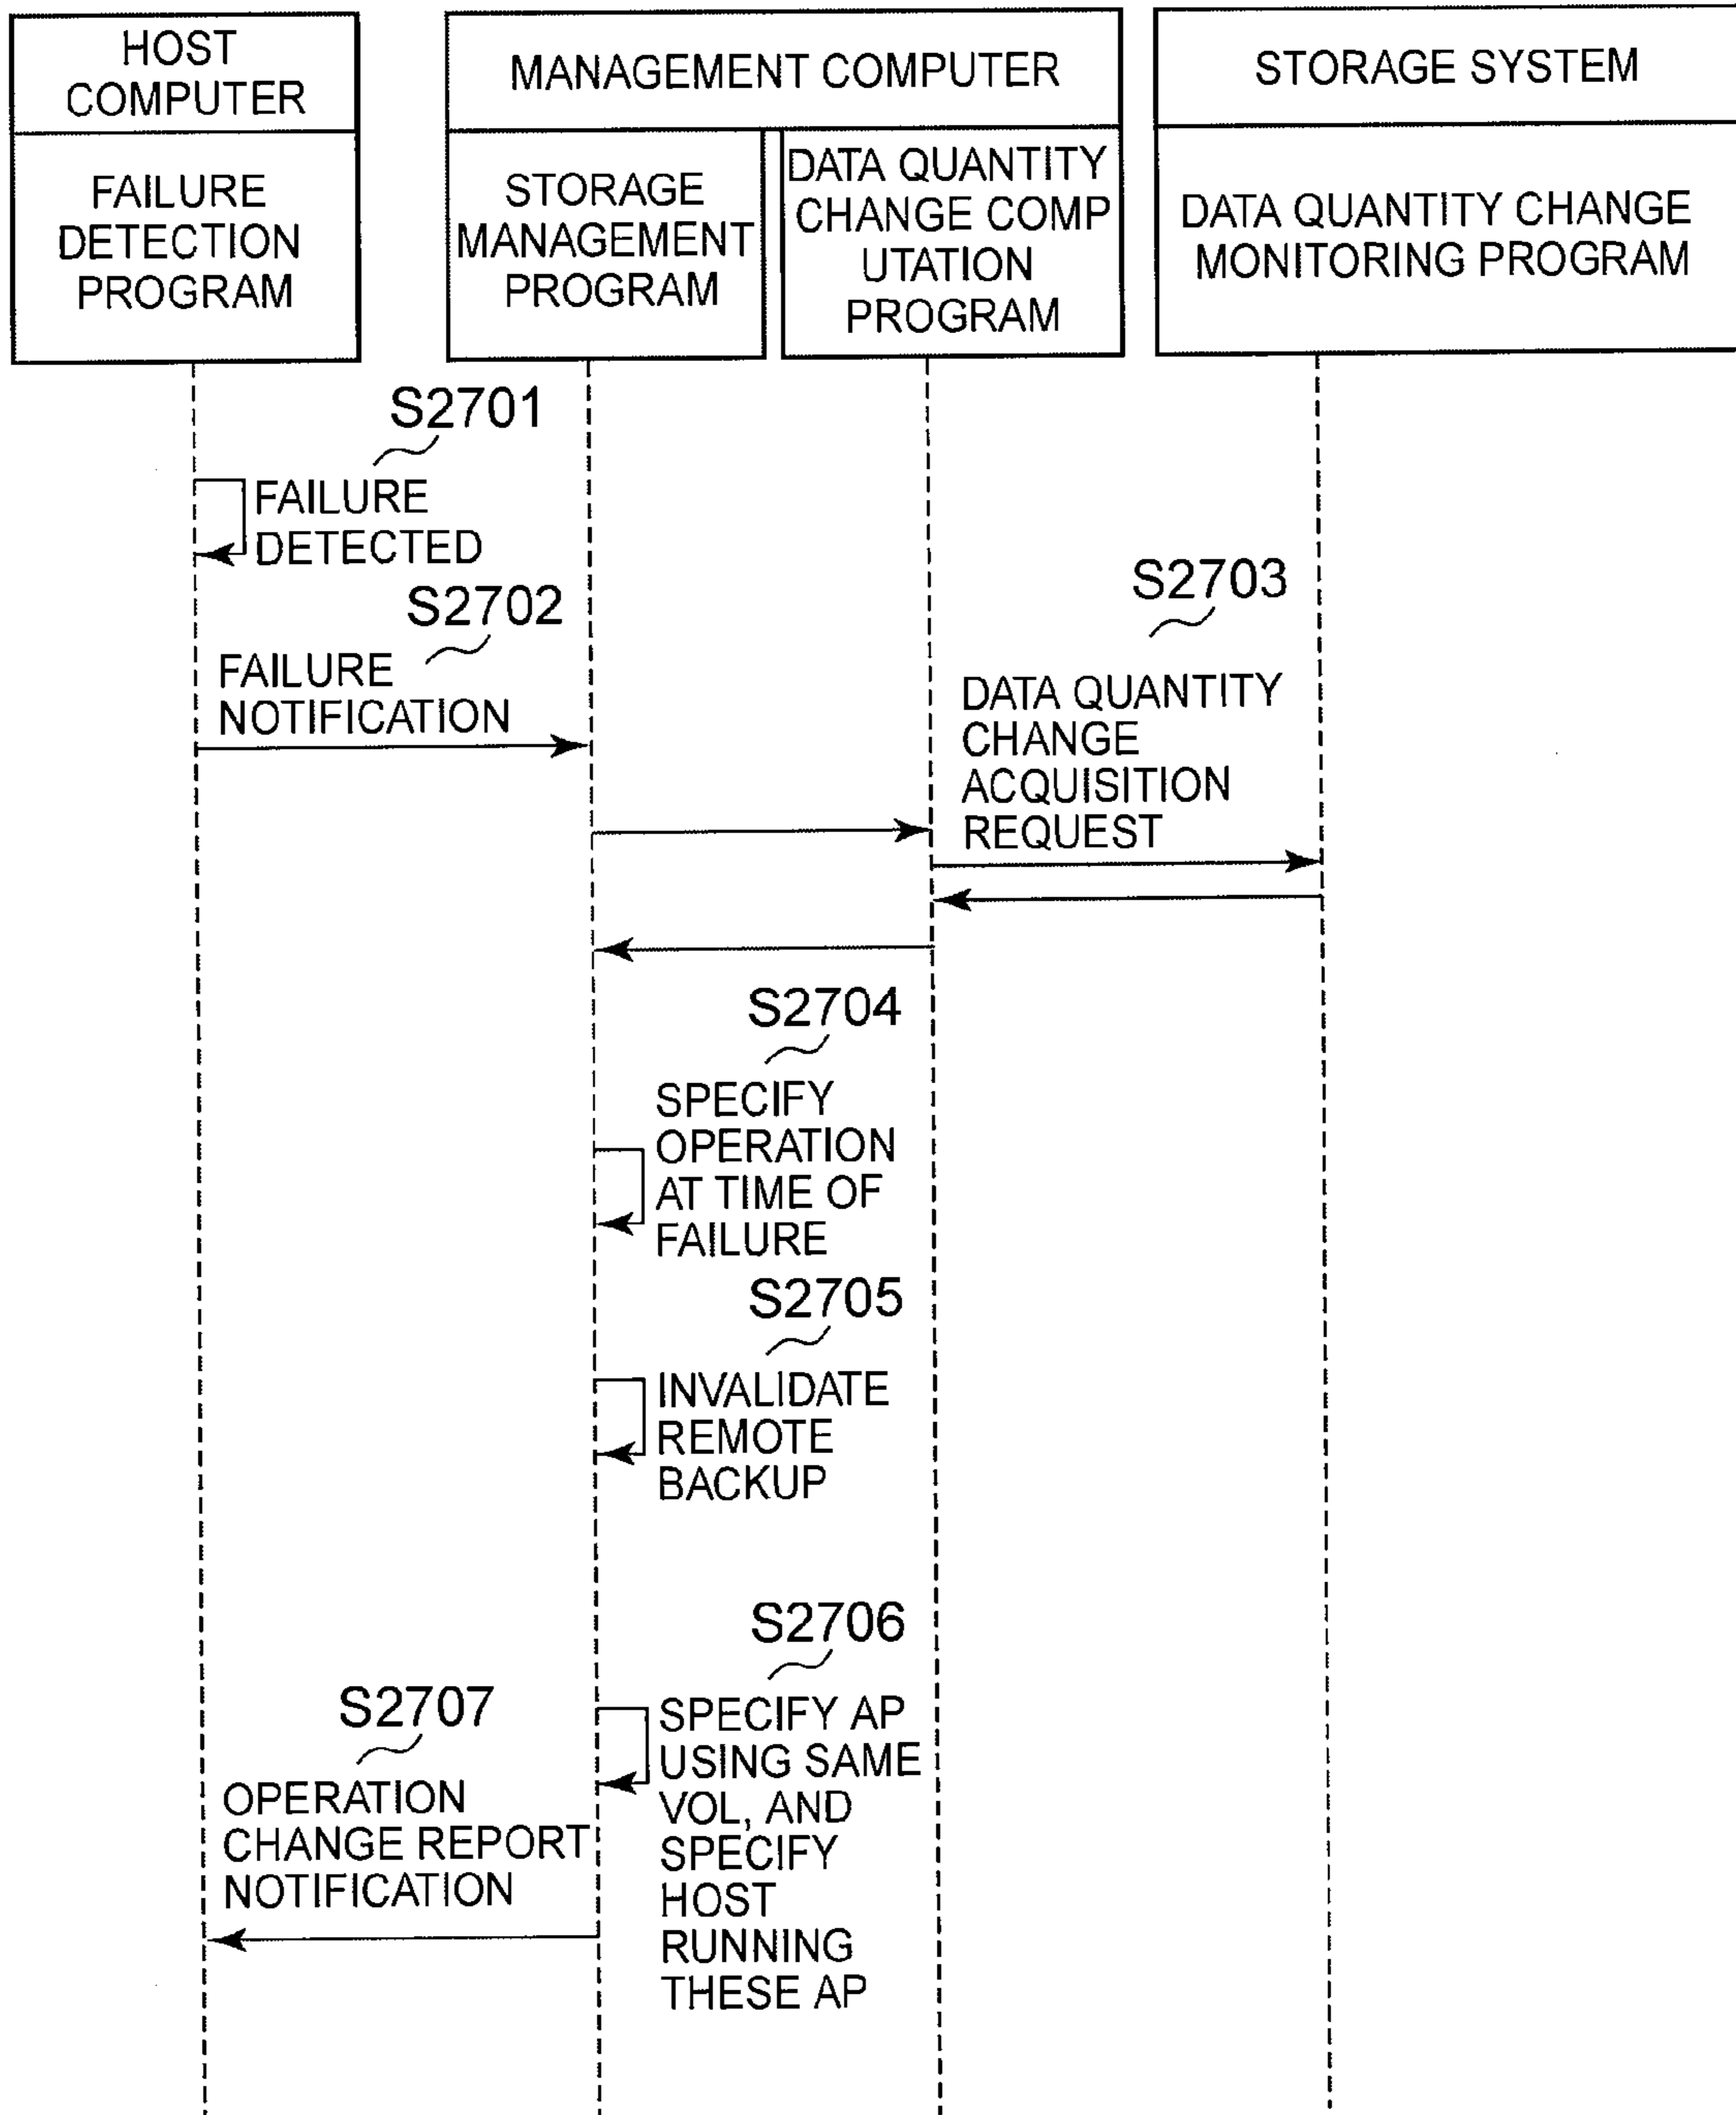 HOST
COMPUTER
MANAGEMENT COMPUTER
STORAGE SYSTEM
FAILURE
DETECTION
PROGRAM
STORAGE
MANAGEMENT
PROGRAM
DATA QUANTITY
CHANGE COMP
UTATION
PROGRAM
DATA QUANTITY CHANGE
MONITORING PROGRAM
S2701
FAILURE
DETECTED
S2702
FAILURE
NOTIFICATION
S2703
DATA QUANTITY
CHANGE
ACQUISITION
REQUEST
S2704
SPECIFY
OPERATION
AT TIME OF
FAILURE
S2705
INVALIDATE
REMOTE
BACKUP
S2706
SPECIFY AP
USING SAME
VOL, AND
SPECIFY
HOST
RUNNING
THESE AP
S2707
OPERATION
CHANGE REPORT
NOTIFICATION